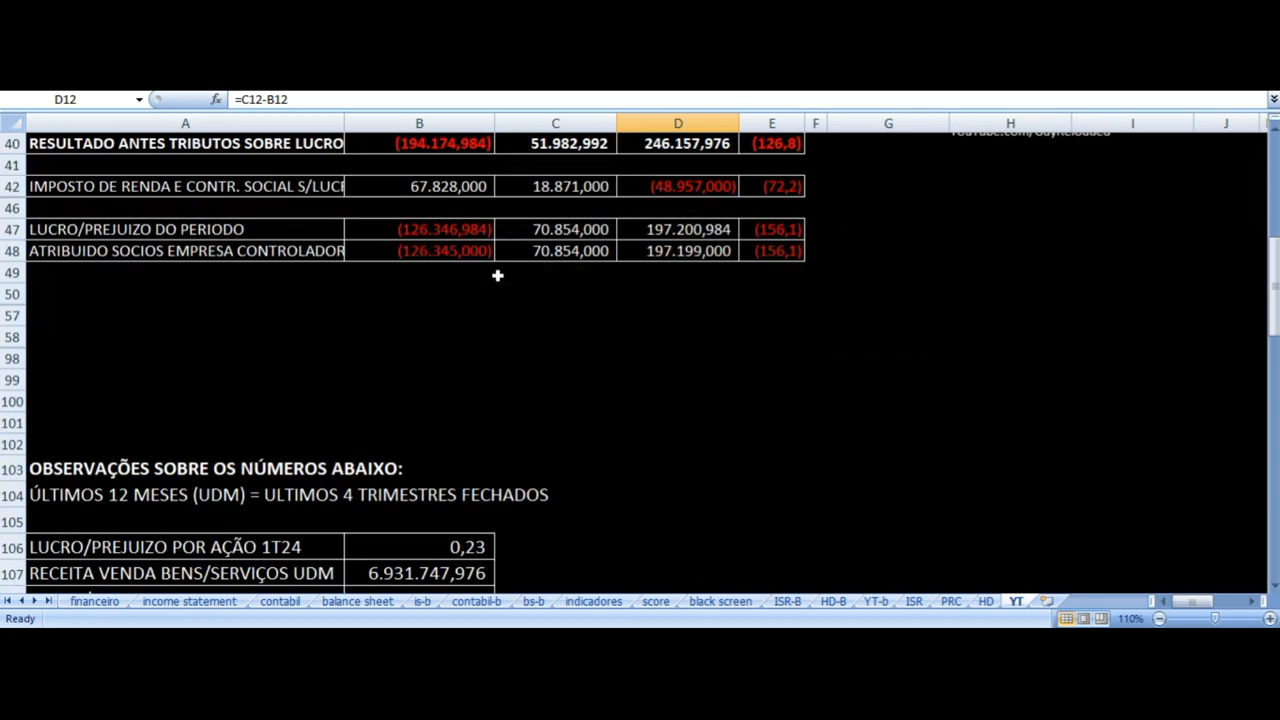 D12 =C12-B12
A B C D E F G H I J
40 RESULTADO ANTES TRIBUTOS SOBRE LUCRO (194.174,984) 51.982,992 246.157,976 (126,8)
41
42 IMPOSTO DE RENDA E CONTR. SOCIAL S/LUCR 67.828,000 18.871,000 (48.957,000) (72,2)
46
47 LUCRO/PREJUIZO DO PERIODO (126.346,984) 70.854,000 197.200,984 (156,1)
48 ATRIBUIDO SOCIOS EMPRESA CONTROLADOR (126.345,000) 70.854,000 197.199,000 (156,1)
49
50
57
58
98
99
100
101
102
103 OBSERVAÇÕES SOBRE OS NÚMEROS ABAIXO:
104 ÚLTIMOS 12 MESES (UDM) = ULTIMOS 4 TRIMESTRES FECHADOS
105
106 LUCRO/PREJUIZO POR AÇÃO 1T24 0,23
107 RECEITA VENDA BENS/SERVIÇOS UDM 6.931.747,976
financeiro income statement contabil balance sheet is-b contabil-b bs-b indicadores score black screen ISR-B HD-B YT-b ISR PRC HD YT
Ready 110%